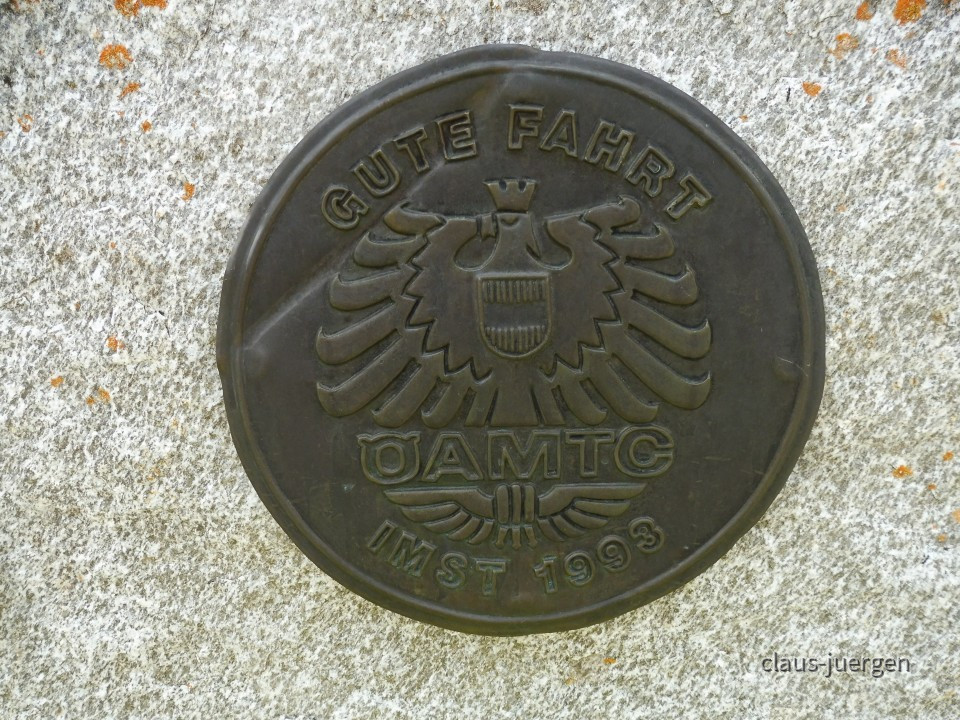 GUTE FAHRT
ÖAMTC
IMST 1993
claus-juergen